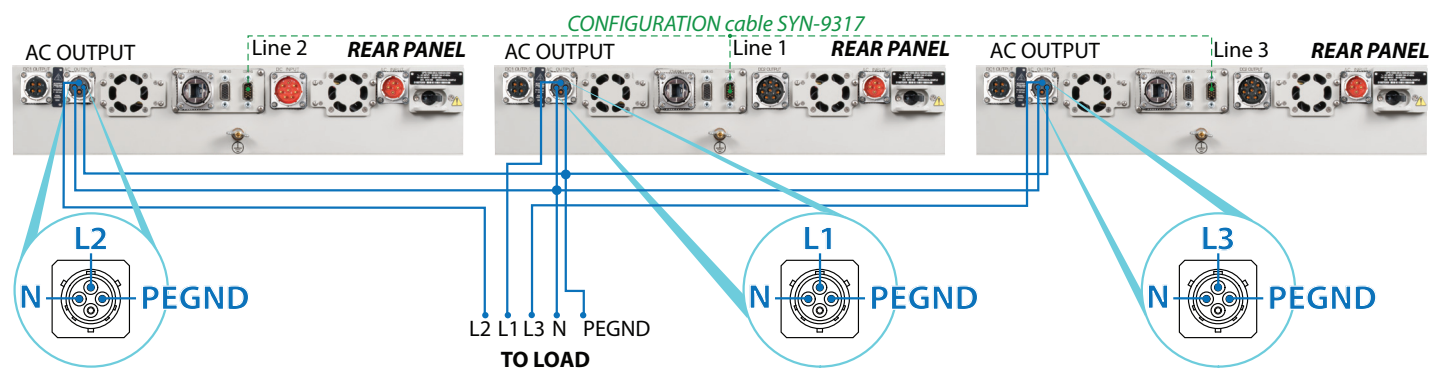 CONFIGURATION cable SYN-9317
AC OUTPUT
Line 2
REAR PANEL
AC OUTPUT
Line 1
REAR PANEL
AC OUTPUT
Line 3
REAR PANEL
L2
N
PEGND
L2 L1 L3 N PEGND
TO LOAD
L1
N
PEGND
L3
N
PEGND